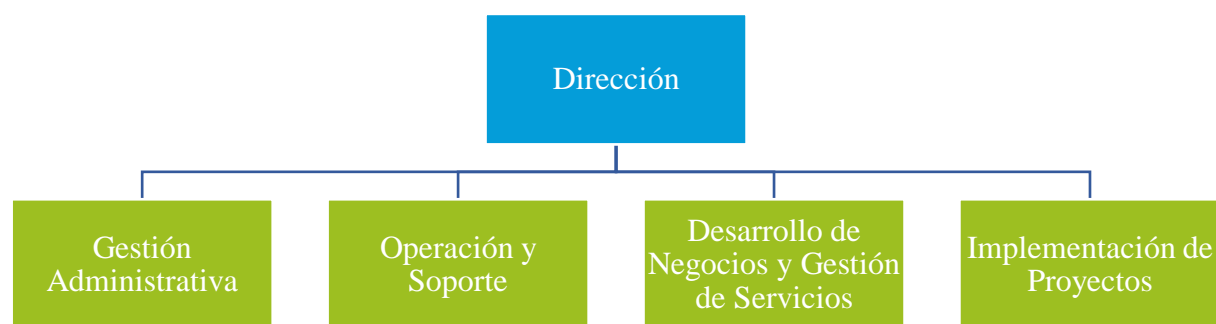 Dirección
Gestión
Administrativa
Operación y
Soporte
Desarrollo de
Negocios y Gestión
de Servicios
Implementación de
Proyectos